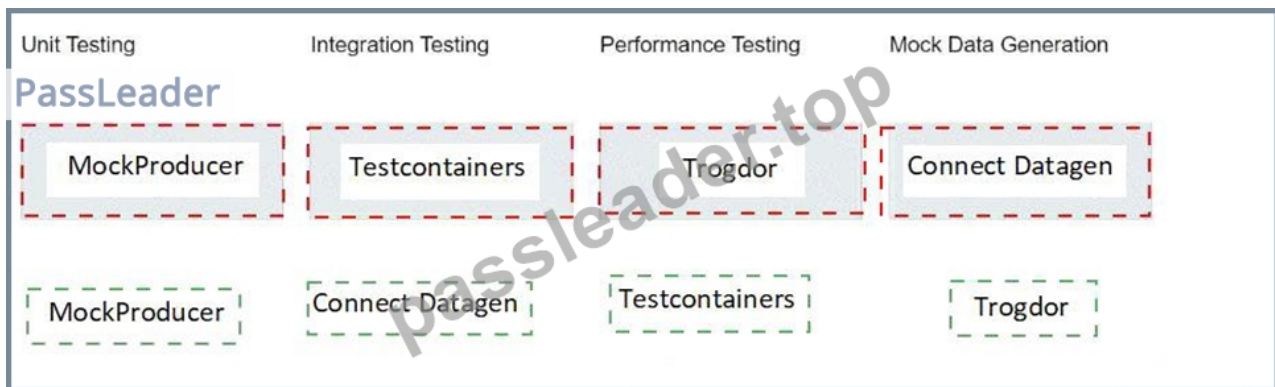 Unit Testing Integration Testing Performance Testing Mock Data Generation
PassLeader
MockProducer Testcontainers Trogdor Connect Datagen
passleader.top
MockProducer Connect Datagen Testcontainers Trogdor